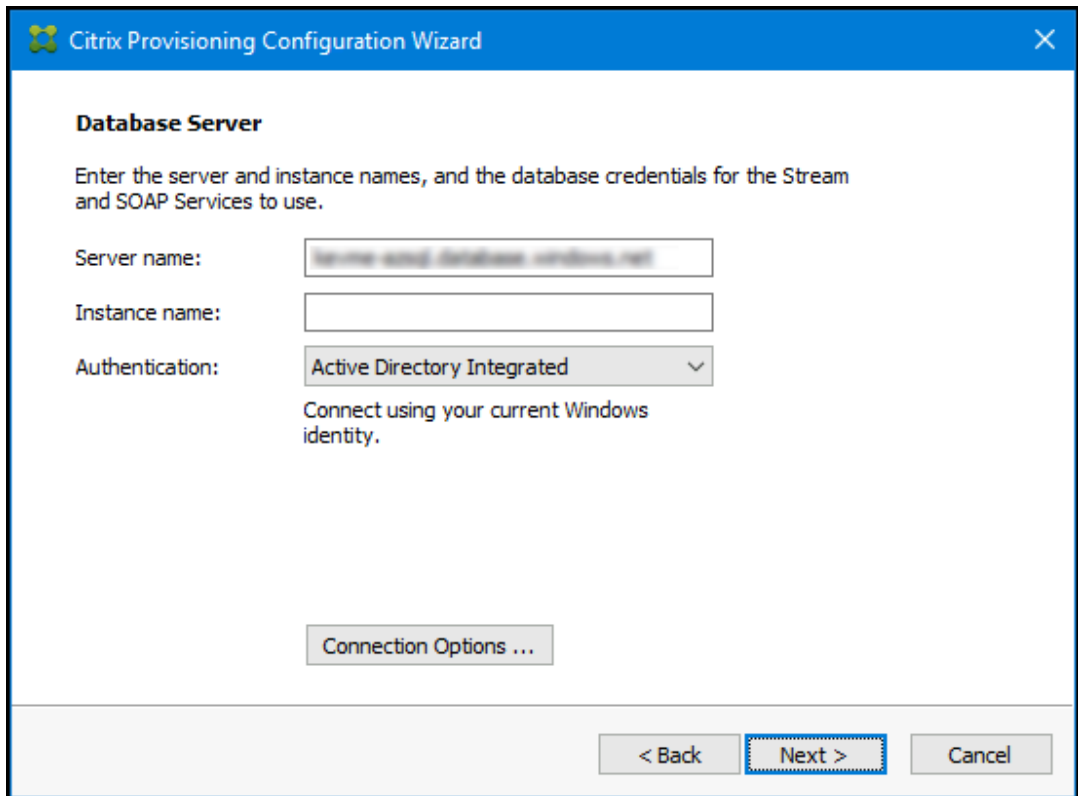 Citrix Provisioning Configuration Wizard
Database Server
Enter the server and instance names, and the database credentials for the Stream
and SOAP Services to use.
Server name:
Instance name:
Authentication: Active Directory Integrated
Connect using your current Windows
identity.
Connection Options ...
< Back Next > Cancel